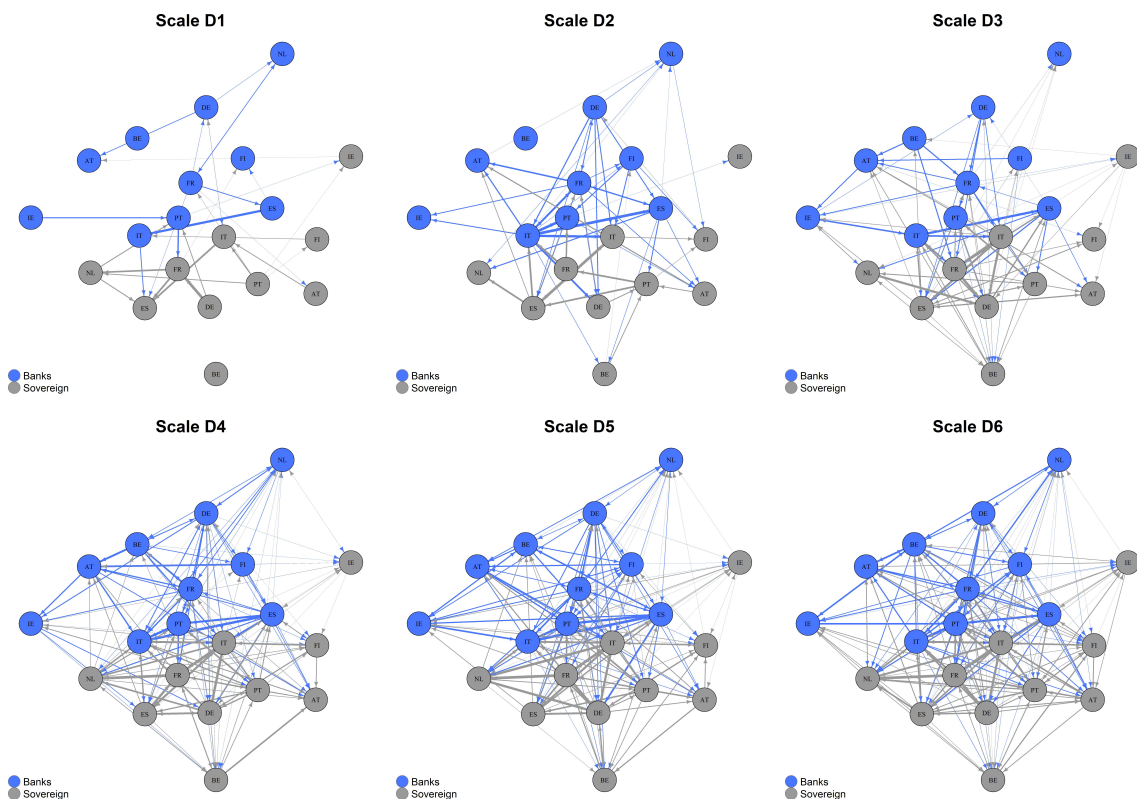 Scale D1
NL
DE
BE
AT
FI
IE
FR
IE
PT
ES
IT
IT
FI
NL
FR
PT
ES
DE
AT
BE
Banks
Sovereign
Scale D2
NL
DE
BE
AT
FI
IE
FR
IE
PT
ES
IT
IT
FI
NL
FR
PT
ES
DE
AT
BE
Banks
Sovereign
Scale D3
NL
DE
BE
AT
FI
IE
FR
IE
PT
ES
IT
IT
FI
NL
FR
PT
ES
DE
AT
BE
Banks
Sovereign
Scale D4
NL
DE
BE
AT
FI
IE
FR
IE
PT
ES
IT
IT
FI
NL
FR
PT
ES
DE
AT
BE
Banks
Sovereign
Scale D5
NL
DE
BE
AT
FI
IE
FR
IE
PT
ES
IT
IT
FI
NL
FR
PT
ES
DE
AT
BE
Banks
Sovereign
Scale D6
NL
DE
BE
AT
FI
IE
FR
IE
PT
ES
IT
IT
FI
NL
FR
PT
ES
DE
AT
BE
Banks
Sovereign